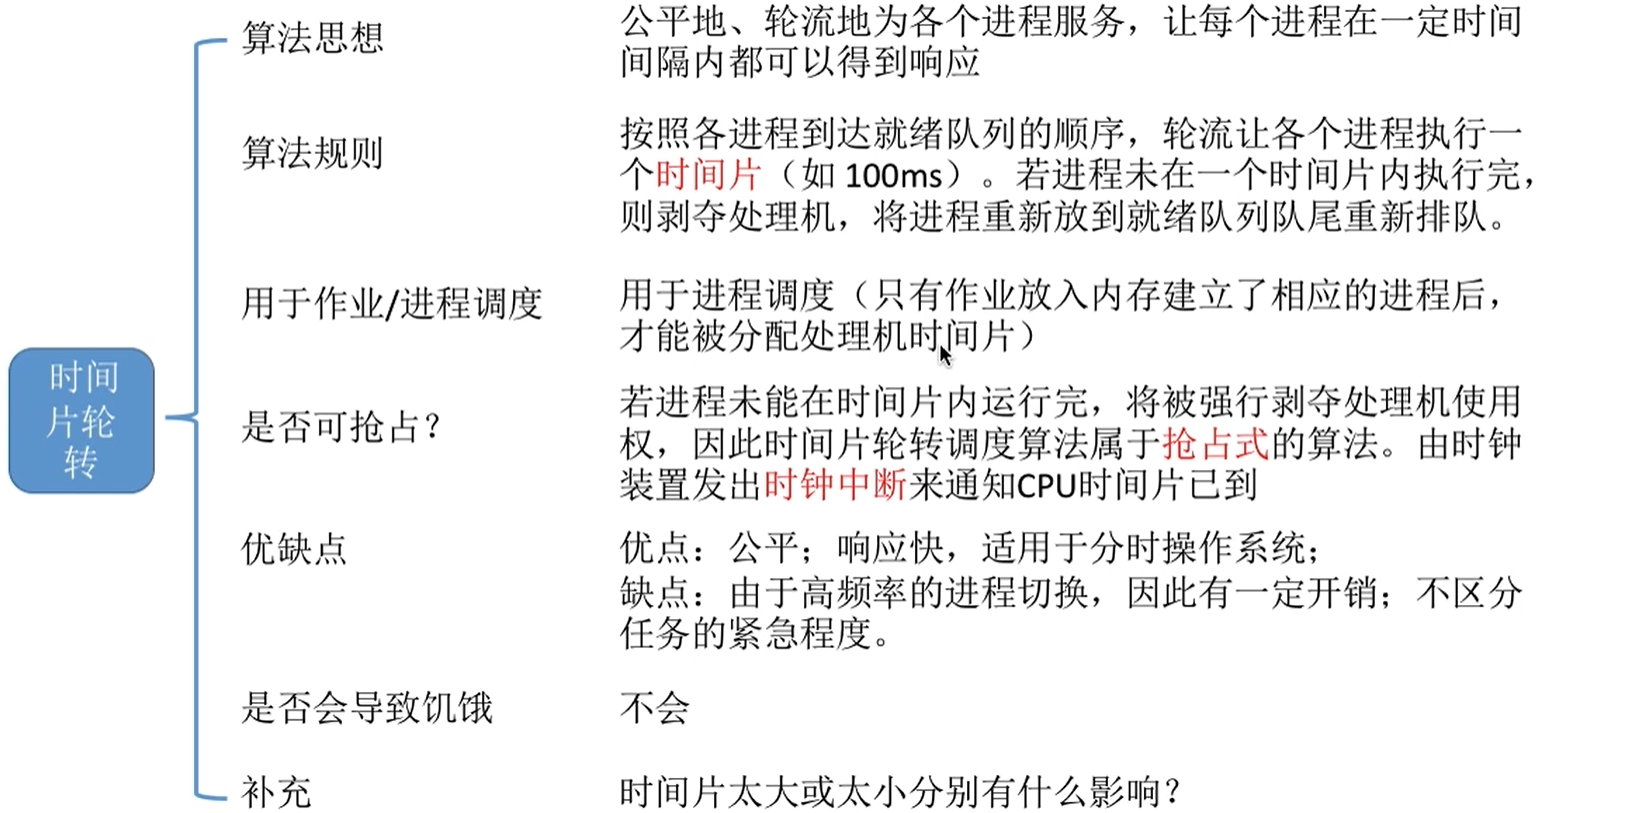 时间
片轮
转
算法思想
公平地、轮流地为各个进程服务，让每个进程在一定时间
间隔内都可以得到响应
算法规则
按照各进程到达就绪队列的顺序，轮流让各个进程执行一
个时间片（如 100ms）。若进程未在一个时间片内执行完，
则剥夺处理机，将进程重新放到就绪队列队尾重新排队。
用于作业/进程调度
用于进程调度（只有作业放入内存建立了相应的进程后，
才能被分配处理机时间片）
是否可抢占？
若进程未能在时间片内运行完，将被强行剥夺处理机使用
权，因此时间片轮转调度算法属于抢占式的算法。由时钟
装置发出时钟中断来通知CPU时间片已到
优缺点
优点：公平；响应快，适用于分时操作系统；
缺点：由于高频率的进程切换，因此有一定开销；不区分
任务的紧急程度。
是否会导致饥饿
不会
补充
时间片太大或太小分别有什么影响？